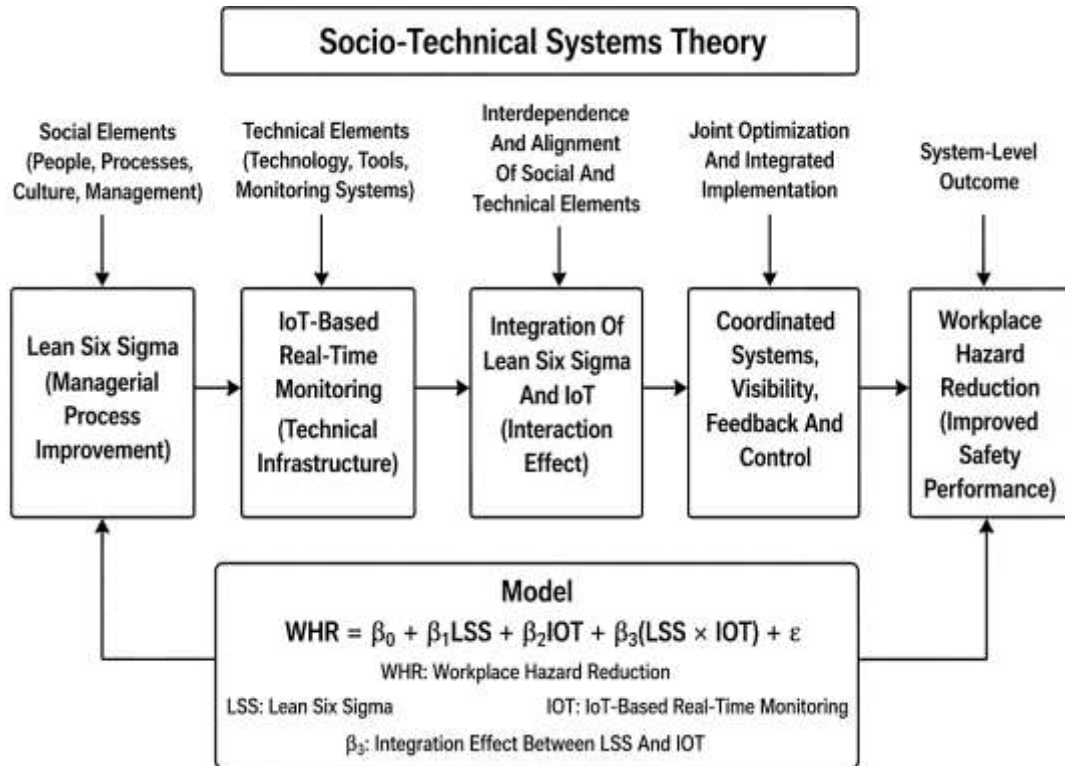 Socio-Technical Systems Theory
Social Elements
(People, Processes,
Culture, Management)
Technical Elements
(Technology, Tools,
Monitoring Systems)
Interdependence
And Alignment
Of Social And
Technical Elements
Joint Optimization
And Integrated
Implementation
System-Level
Outcome
Lean Six Sigma
(Managerial
Process
Improvement)
IoT-Based
Real-Time
Monitoring
(Technical
Infrastructure)
Integration Of
Lean Six Sigma
And IoT
(Interaction
Effect)
Coordinated
Systems,
Visibility,
Feedback And
Control
Workplace
Hazard
Reduction
(Improved
Safety
Performance)
Model
WHR = β₀ + β₁LSS + β₂IOT + β₃(LSS × IOT) + ε
WHR: Workplace Hazard Reduction
LSS: Lean Six Sigma IOT: IoT-Based Real-Time Monitoring
β₃: Integration Effect Between LSS And IOT